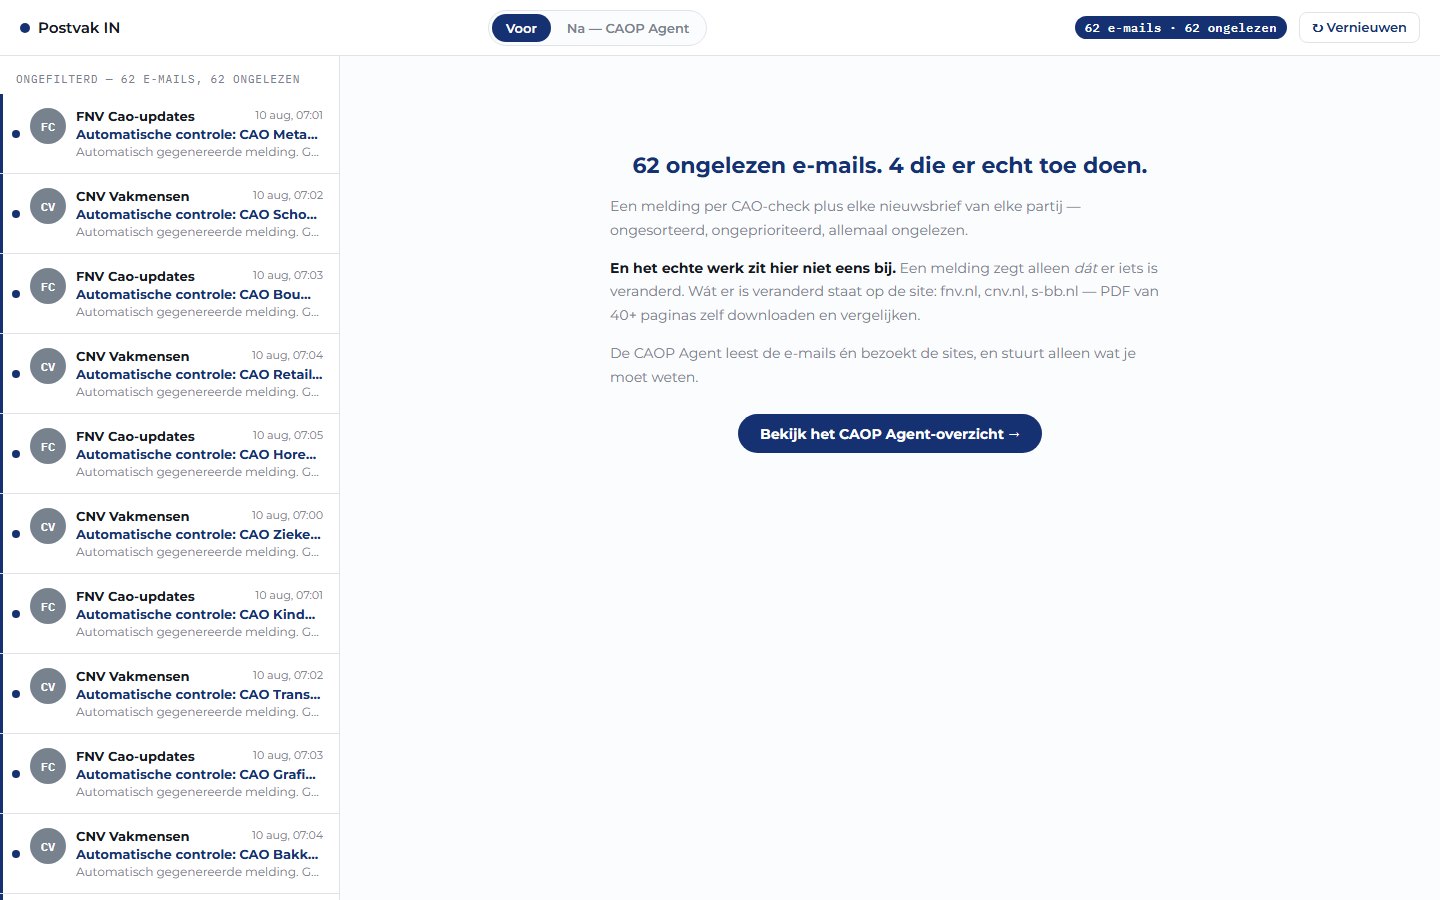 Postvak IN
Voor
Na — CAOP Agent
62 e-mails · 62 ongelezen
↻ Vernieuwen
ONGEFILTERD — 62 E-MAILS, 62 ONGELEZEN
FC
FNV Cao-updates
10 aug, 07:01
Automatische controle: CAO Meta...
Automatisch gegenereerde melding. G...
CV
CNV Vakmensen
10 aug, 07:02
Automatische controle: CAO Scho...
Automatisch gegenereerde melding. G...
FC
FNV Cao-updates
10 aug, 07:03
Automatische controle: CAO Bou...
Automatisch gegenereerde melding. G...
CV
CNV Vakmensen
10 aug, 07:04
Automatische controle: CAO Retail...
Automatisch gegenereerde melding. G...
FC
FNV Cao-updates
10 aug, 07:05
Automatische controle: CAO Hore...
Automatisch gegenereerde melding. G...
CV
CNV Vakmensen
10 aug, 07:00
Automatische controle: CAO Zieke...
Automatisch gegenereerde melding. G...
FC
FNV Cao-updates
10 aug, 07:01
Automatische controle: CAO Kind...
Automatisch gegenereerde melding. G...
CV
CNV Vakmensen
10 aug, 07:02
Automatische controle: CAO Trans...
Automatisch gegenereerde melding. G...
FC
FNV Cao-updates
10 aug, 07:03
Automatische controle: CAO Grafi...
Automatisch gegenereerde melding. G...
CV
CNV Vakmensen
10 aug, 07:04
Automatische controle: CAO Bakk...
Automatisch gegenereerde melding. G...
62 ongelezen e-mails. 4 die er echt toe doen.
Een melding per CAO-check plus elke nieuwsbrief van elke partij —
ongesorteerd, ongeprioriteerd, allemaal ongelezen.
En het echte werk zit hier niet eens bij. Een melding zegt alleen dát er iets is
veranderd. Wát er is veranderd staat op de site: fnv.nl, cnv.nl, s-bb.nl — PDF van
40+ paginas zelf downloaden en vergelijken.
De CAOP Agent leest de e-mails én bezoekt de sites, en stuurt alleen wat je
moet weten.
Bekijk het CAOP Agent-overzicht →